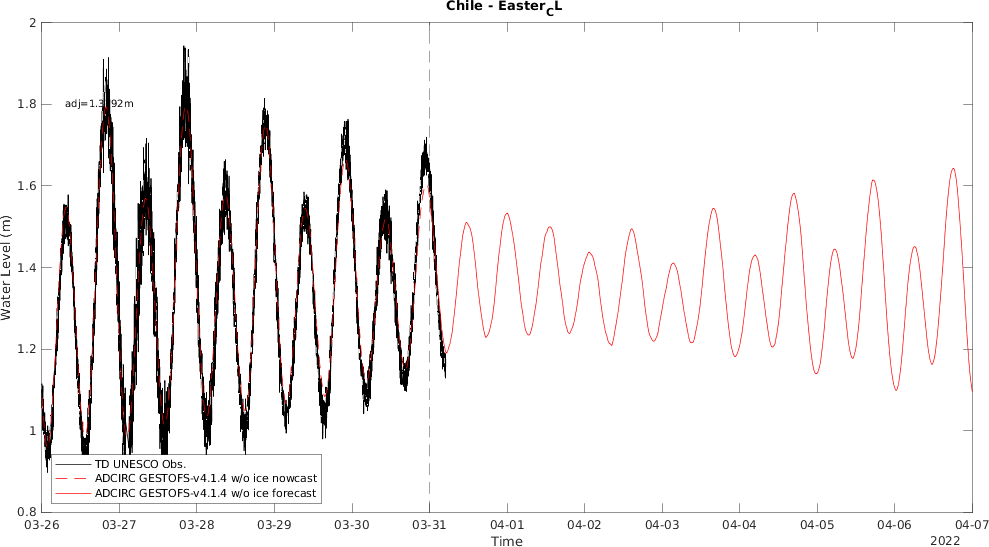 Chile - Easter_CL
2
1.8
1.6
1.4
1.2
1
0.8
Water Level (m)
TD UNESCO Obs.
ADCIRC GESTOFS-v4.1.4 w/o ice nowcast
ADCIRC GESTOFS-v4.1.4 w/o ice forecast
03-26 03-27 03-28 03-29 03-30 03-31 04-01 04-02 04-03 04-04 04-05 04-06 04-07
Time
2022